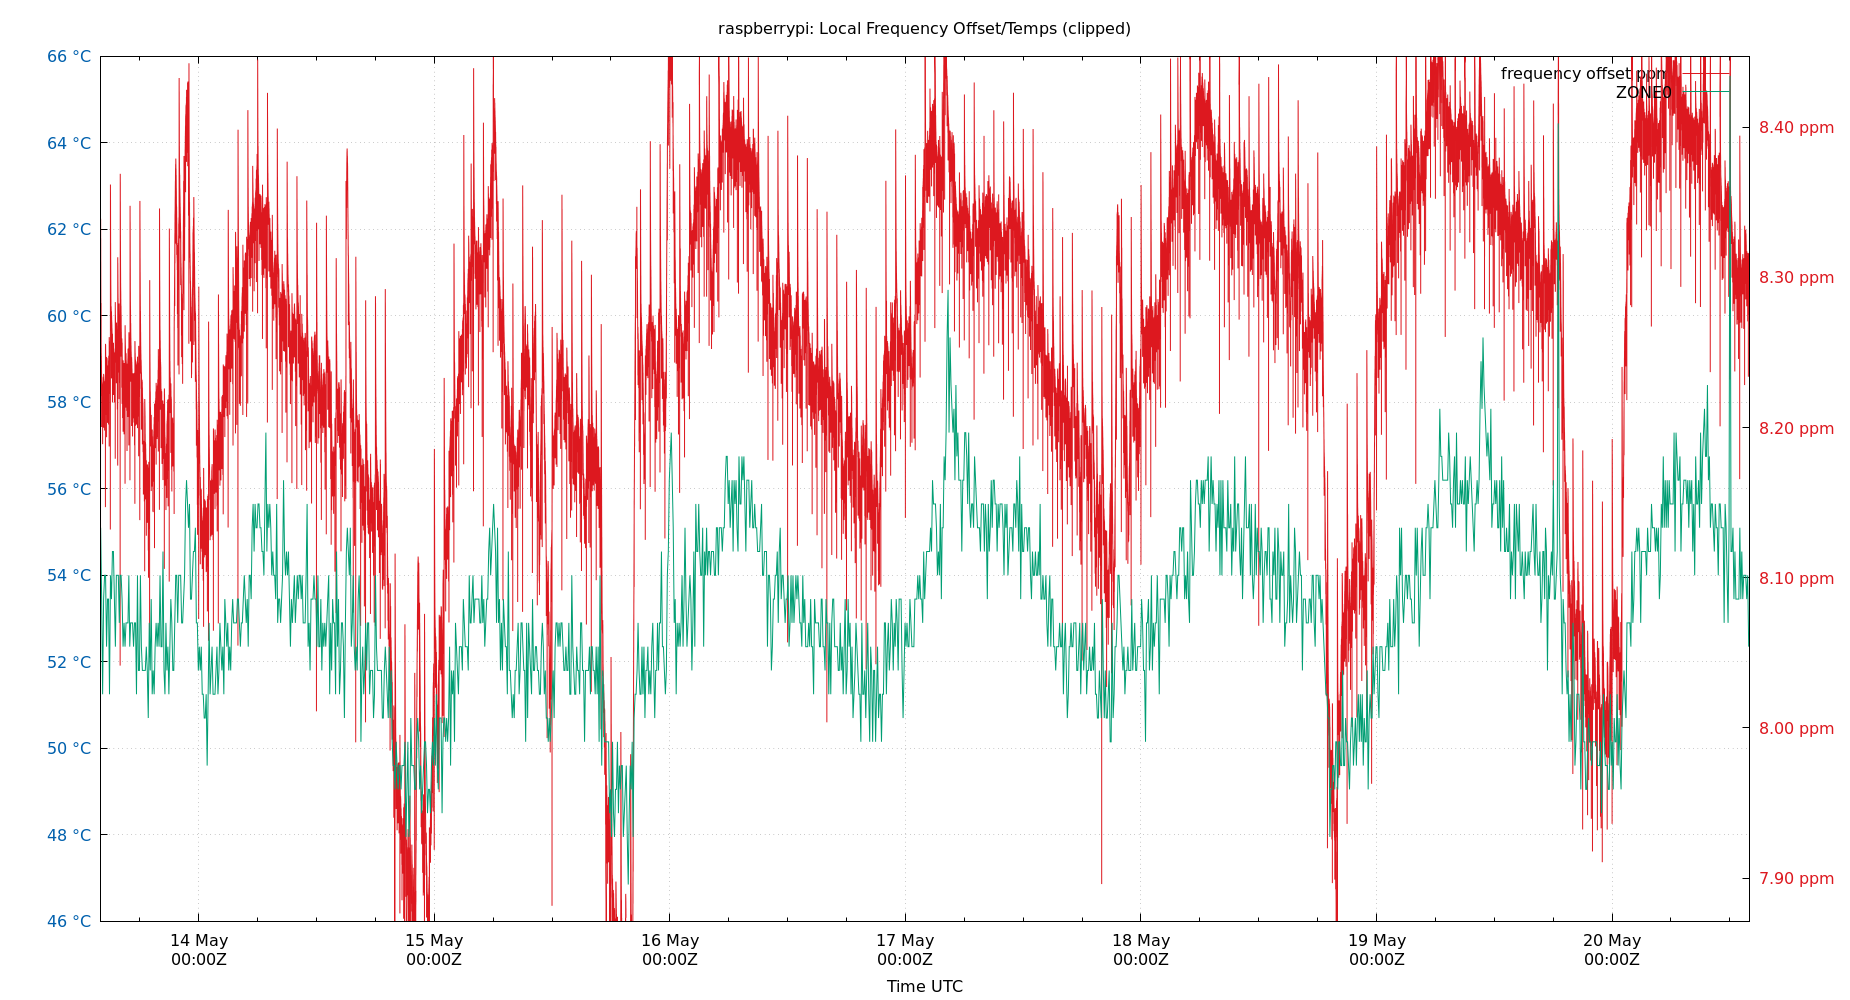 raspberrypi: Local Frequency Offset/Temps (clipped)
66 °C
64 °C
62 °C
60 °C
58 °C
56 °C
54 °C
52 °C
50 °C
48 °C
46 °C
frequency offset ppm
ZONE0
8.40 ppm
8.30 ppm
8.20 ppm
8.10 ppm
8.00 ppm
7.90 ppm
14 May
00:00Z
15 May
00:00Z
16 May
00:00Z
17 May
00:00Z
18 May
00:00Z
19 May
00:00Z
20 May
00:00Z
Time UTC